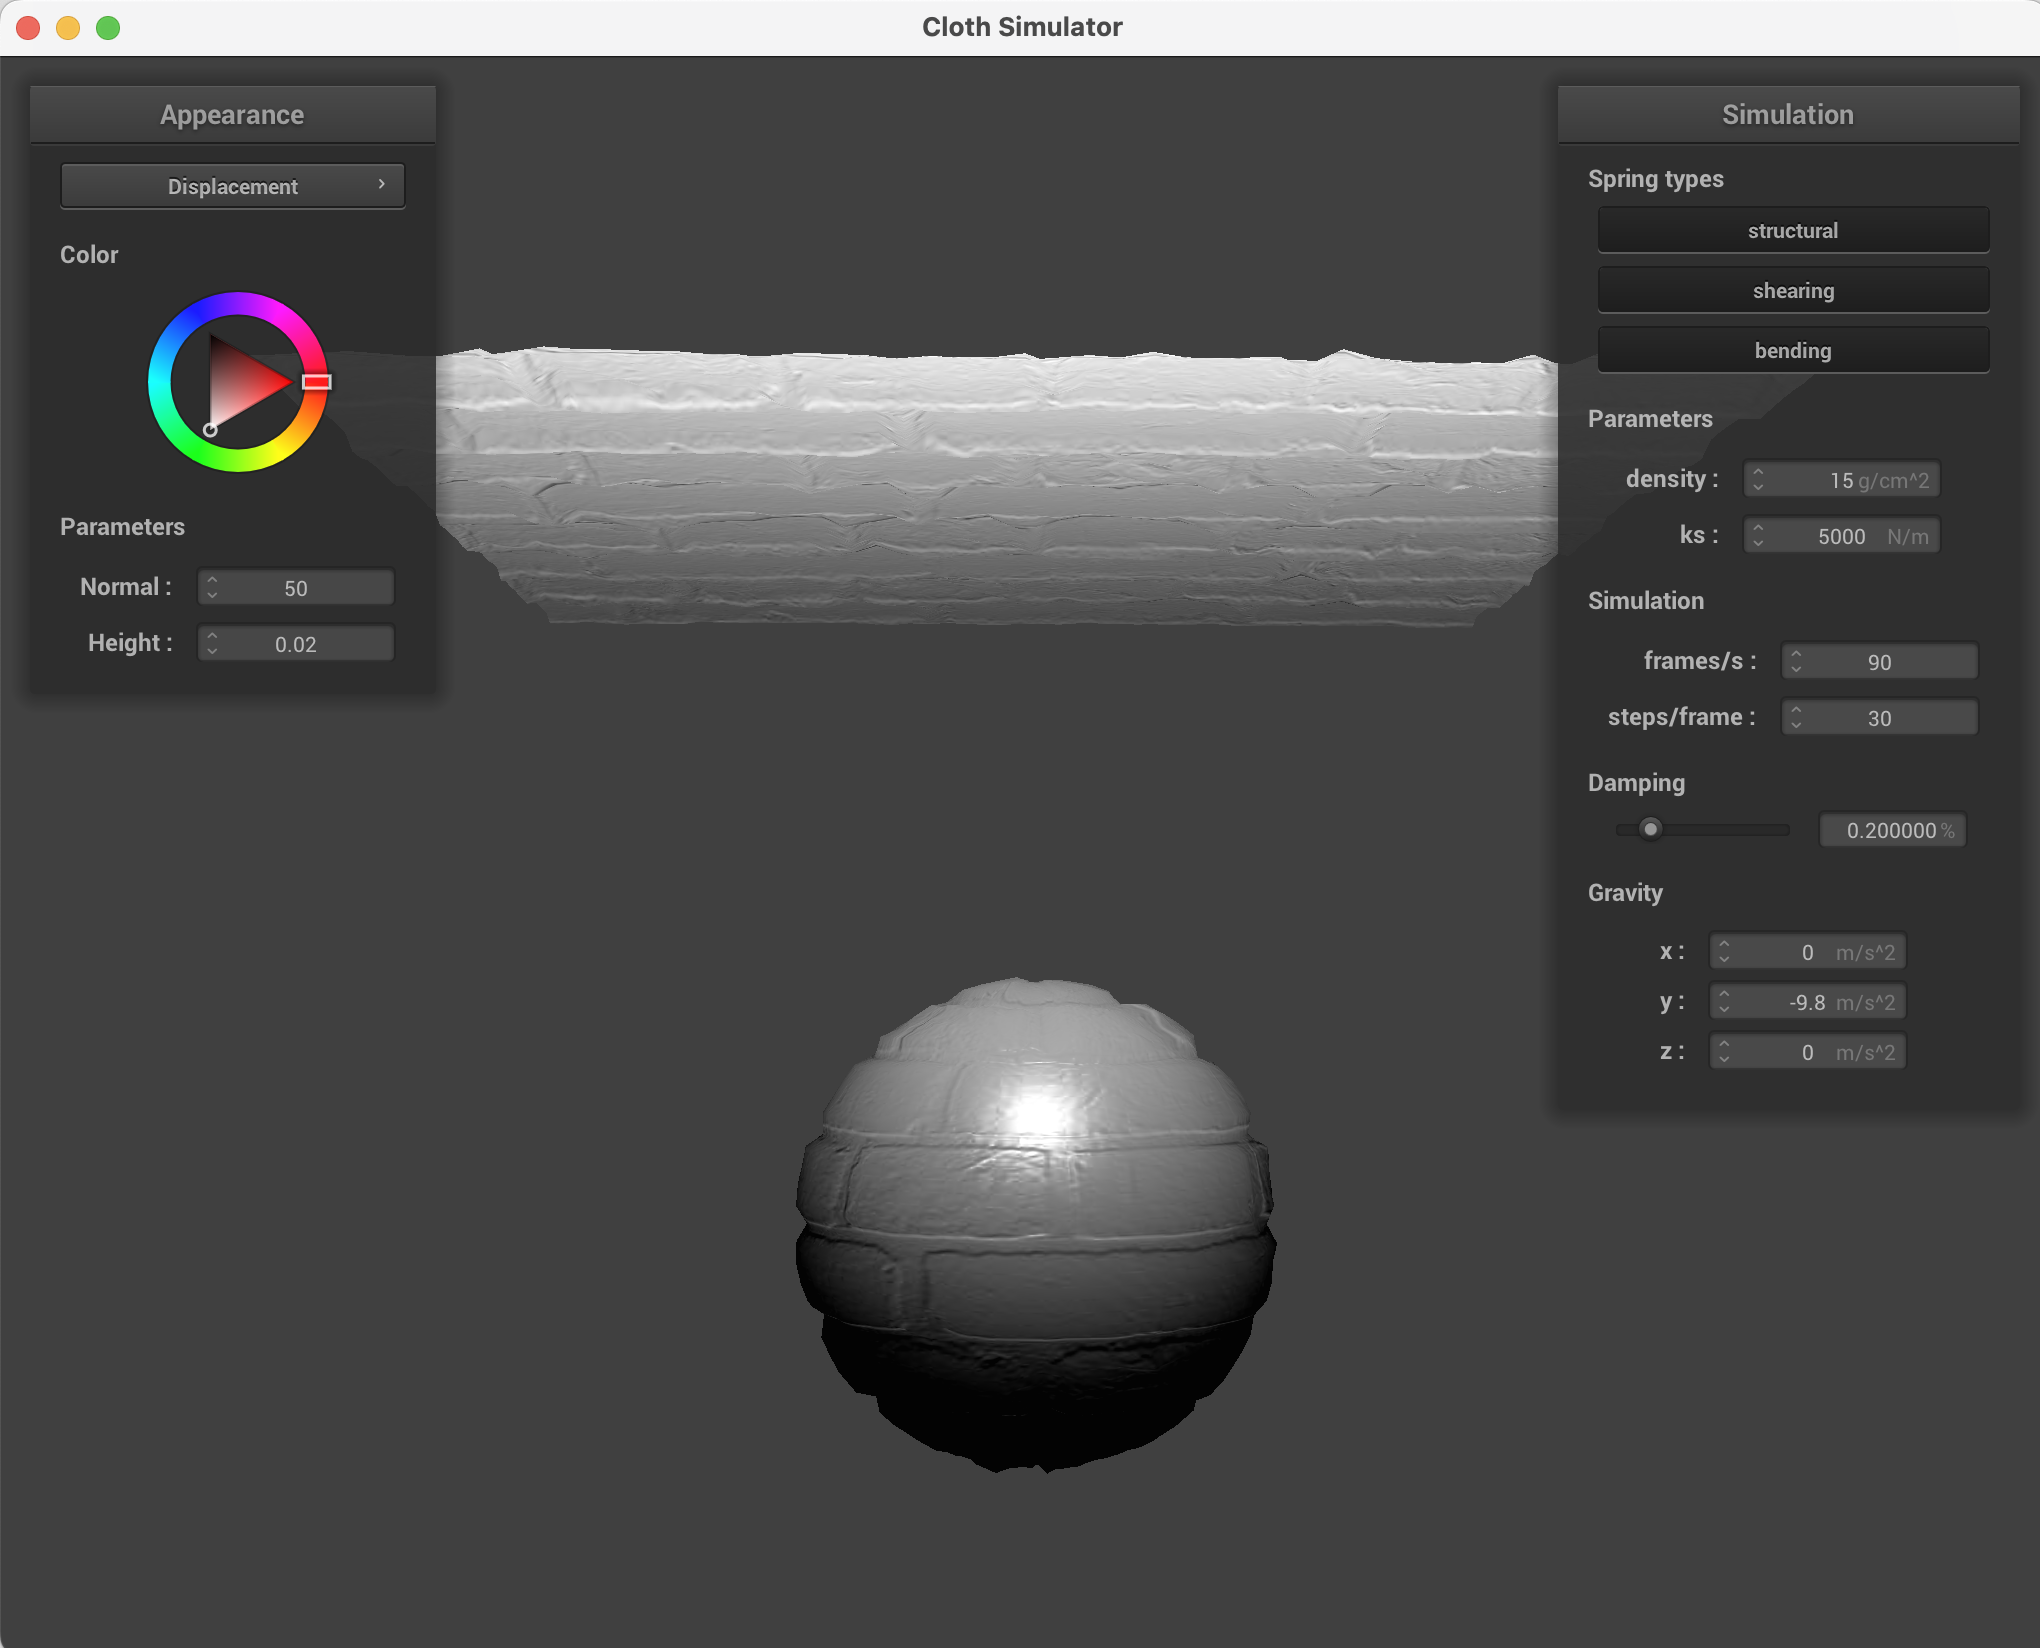 Cloth Simulator
Appearance
Displacement
Color
Parameters
Normal : 50
Height : 0.02
Simulation
Spring types
structural
shearing
bending
Parameters
density : 15 g/cm^2
ks : 5000 N/m
Simulation
frames/s : 90
steps/frame : 30
Damping
0.200000 %
Gravity
x : 0 m/s^2
y : -9.8 m/s^2
z : 0 m/s^2